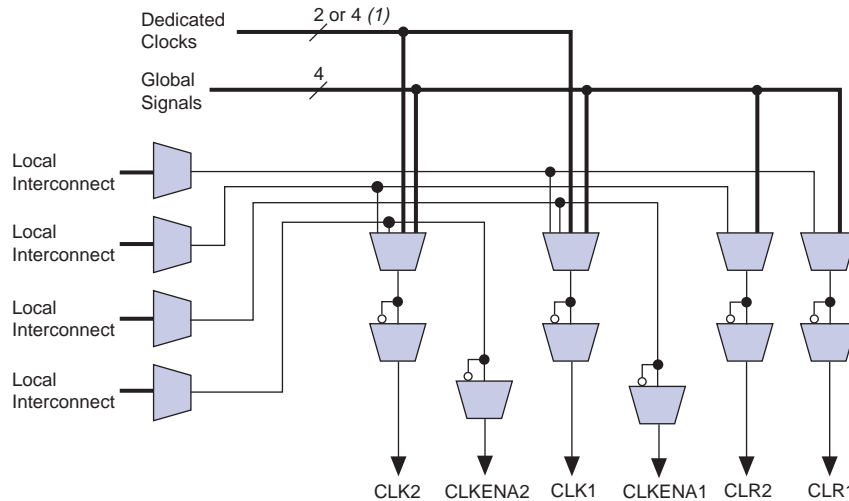 Dedicated
Clocks
2 or 4 (1)
Global
Signals
4
Local
Interconnect
Local
Interconnect
Local
Interconnect
Local
Interconnect
CLK2 CLKENA2 CLK1 CLKENA1 CLR2 CLR1